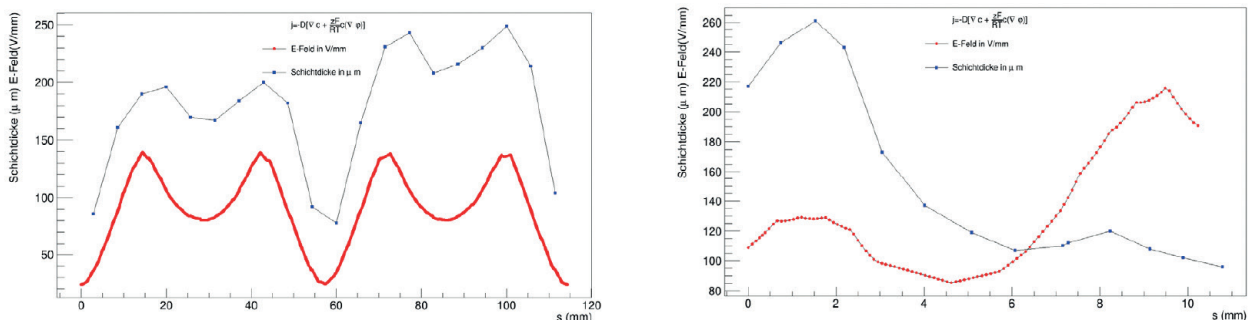 Schichtdicke (μ m) E-Feld(V/mm)
250
200
150
100
50
0
20
40
60
80
100
120
s (mm)
j=-D[∇ c + zF/RT c(∇ φ)]
E-Feld in V/mm
Schichtdicke in μ m
Schichtdicke (μ m) E-Feld(V/mm)
260
240
220
200
180
160
140
120
100
80
0
2
4
6
8
10
s (mm)
j=-D[∇ c + zF/RT c(∇ φ)]
E-Feld in V/mm
Schichtdicke in μ m